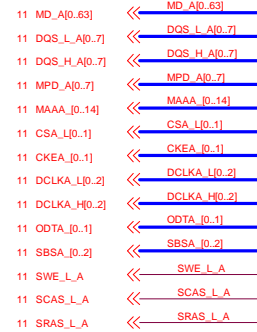 11 MD_A[0..63] MD_A[0..63]
11 DQS_L_A[0..7] DQS_L_A[0..7]
11 DQS_H_A[0..7] DQS_H_A[0..7]
11 MPD_A[0..7] MPD_A[0..7]
11 MAAA_[0..14] MAAA_[0..14]
11 CSA_L[0..1] CSA_L[0..1]
11 CKEA_[0..1] CKEA_[0..1]
11 DCLKA_L[0..2] DCLKA_L[0..2]
11 DCLKA_H[0..2] DCLKA_H[0..2]
11 ODTA_[0..1] ODTA_[0..1]
11 SBSA_[0..2] SBSA_[0..2]
11 SWE_L_A SWE_L_A
11 SCAS_L_A SCAS_L_A
11 SRAS_L_A SRAS_L_A